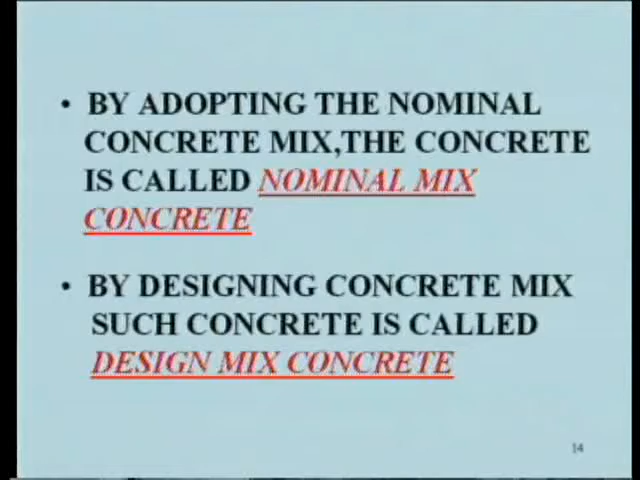 • BY ADOPTING THE NOMINAL
CONCRETE MIX,THE CONCRETE
IS CALLED NOMINAL MIX
CONCRETE
• BY DESIGNING CONCRETE MIX
SUCH CONCRETE IS CALLED
DESIGN MIX CONCRETE
14